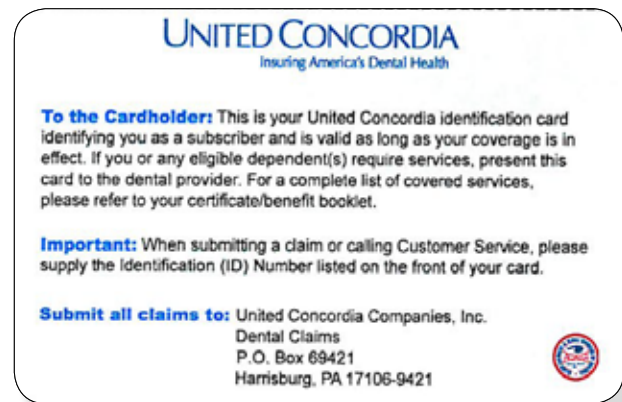 UNITED CONCORDIA
Insuring America's Dental Health
To the Cardholder: This is your United Concordia identification card
identifying you as a subscriber and is valid as long as your coverage is in
effect. If you or any eligible dependent(s) require services, present this
card to the dental provider. For a complete list of covered services,
please refer to your certificate/benefit booklet.
Important: When submitting a claim or calling Customer Service, please
supply the Identification (ID) Number listed on the front of your card.
Submit all claims to: United Concordia Companies, Inc.
Dental Claims
P.O. Box 69421
Harrisburg, PA 17106-9421